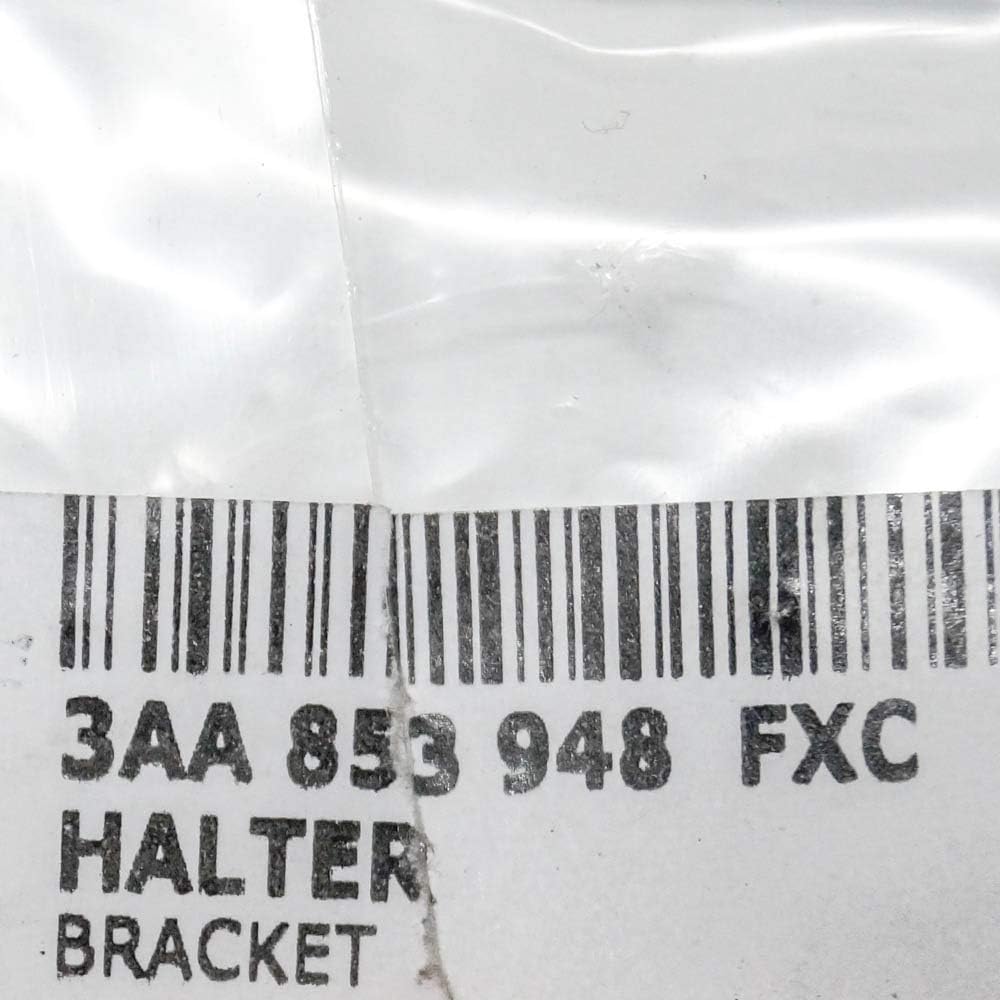 3AA 853 948 FXC
HALTER
BRACKET